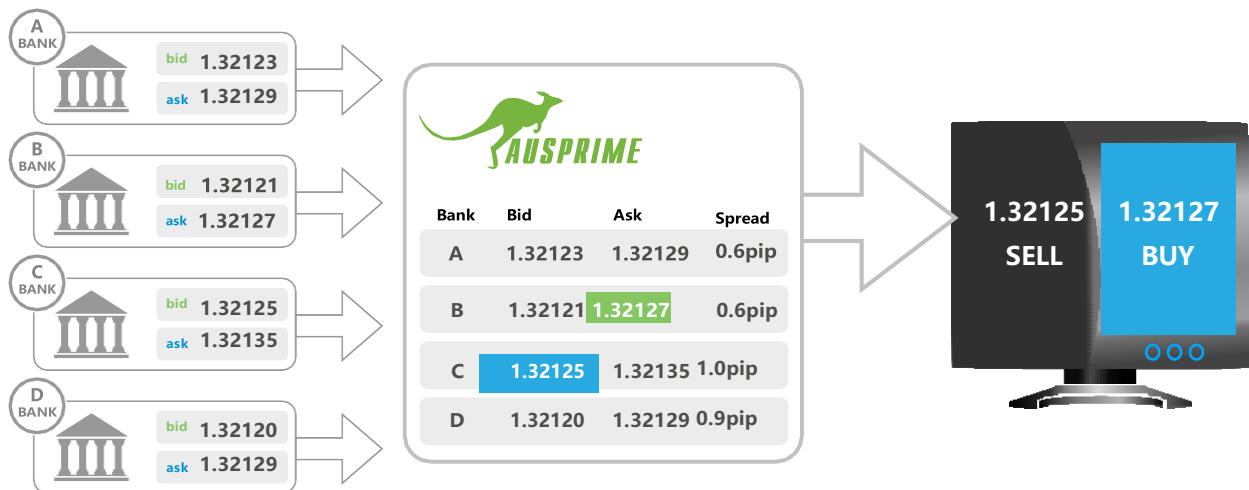 A
BANK
bid 1.32123
ask 1.32129
B
BANK
bid 1.32121
ask 1.32127
C
BANK
bid 1.32125
ask 1.32135
D
BANK
bid 1.32120
ask 1.32129
AUSPRIME
Bank Bid Ask Spread
A 1.32123 1.32129 0.6pip
B 1.32121 1.32127 0.6pip
C 1.32125 1.32135 1.0pip
D 1.32120 1.32129 0.9pip
1.32125 1.32127
SELL BUY